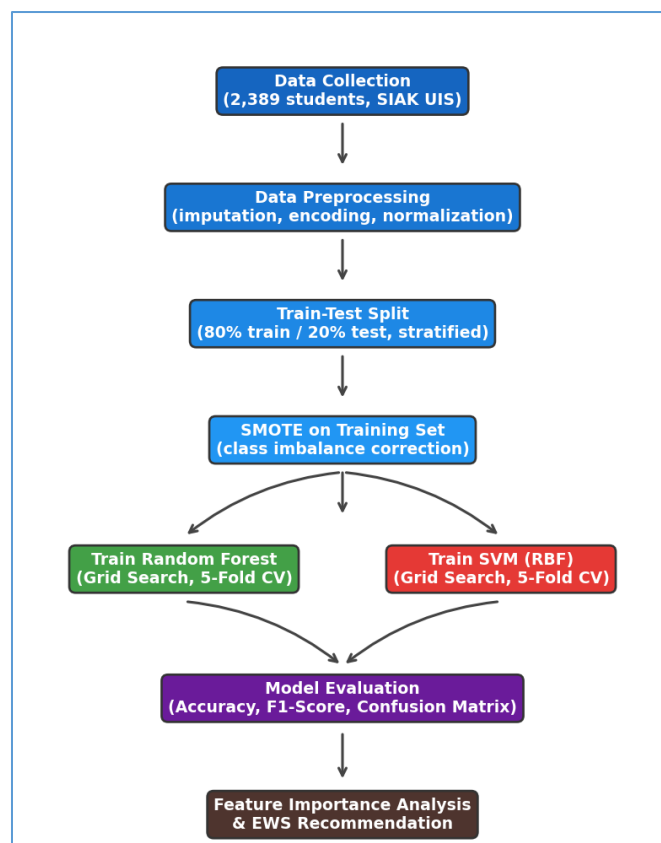 Data Collection
(2,389 students, SIAK UIS)
Data Preprocessing
(imputation, encoding, normalization)
Train-Test Split
(80% train / 20% test, stratified)
SMOTE on Training Set
(class imbalance correction)
Train Random Forest
(Grid Search, 5-Fold CV)
Train SVM (RBF)
(Grid Search, 5-Fold CV)
Model Evaluation
(Accuracy, F1-Score, Confusion Matrix)
Feature Importance Analysis
& EWS Recommendation